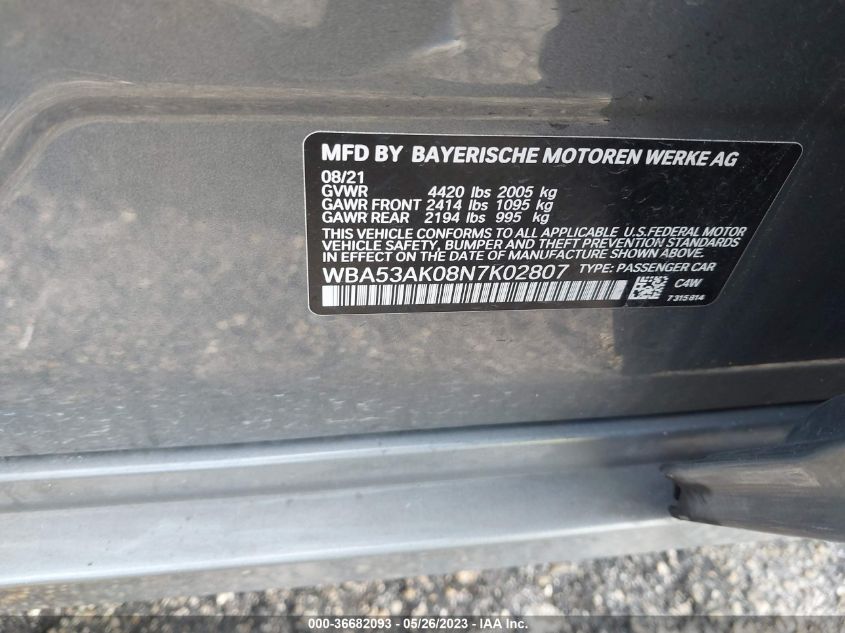 MFD BY BAYERISCHE MOTOREN WERKE AG
08/21
GVWR 4420 lbs 2005 kg
GAWR FRONT 2414 lbs 1095 kg
GAWR REAR 2194 lbs 995 kg
THIS VEHICLE CONFORMS TO ALL APPLICABLE U.S.FEDERAL MOTOR
VEHICLE SAFETY, BUMPER AND THEFT PREVENTION STANDARDS
IN EFFECT ON THE DATE OF MANUFACTURE SHOWN ABOVE.
WBA53AK08N7K02807 TYPE: PASSENGER CAR
C4W
7315814
000-36682093 - 05/26/2023 - IAA Inc.